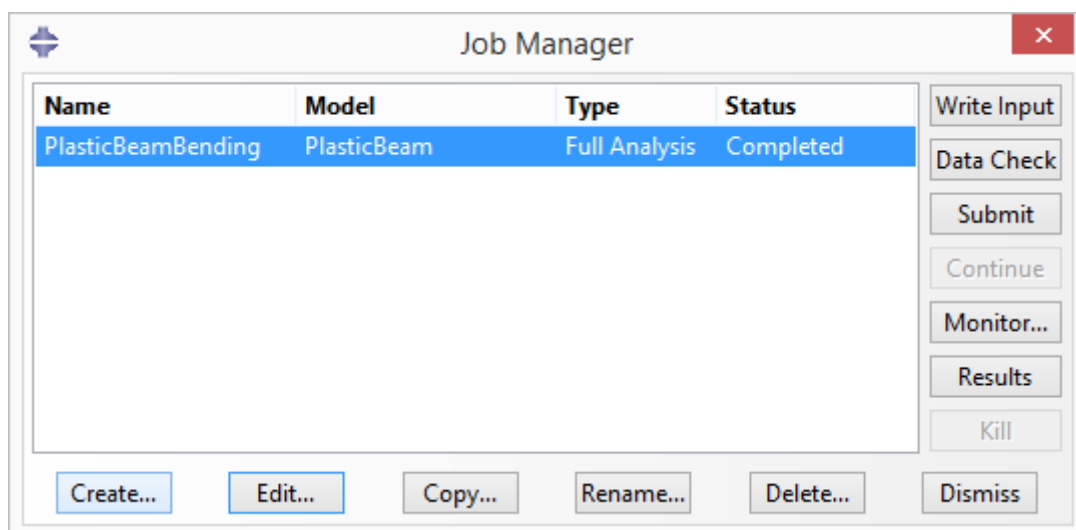 Job Manager
×
Name Model Type Status
PlasticBeamBending PlasticBeam Full Analysis Completed
Write Input
Data Check
Submit
Continue
Monitor...
Results
Kill
Create... Edit... Copy... Rename... Delete... Dismiss